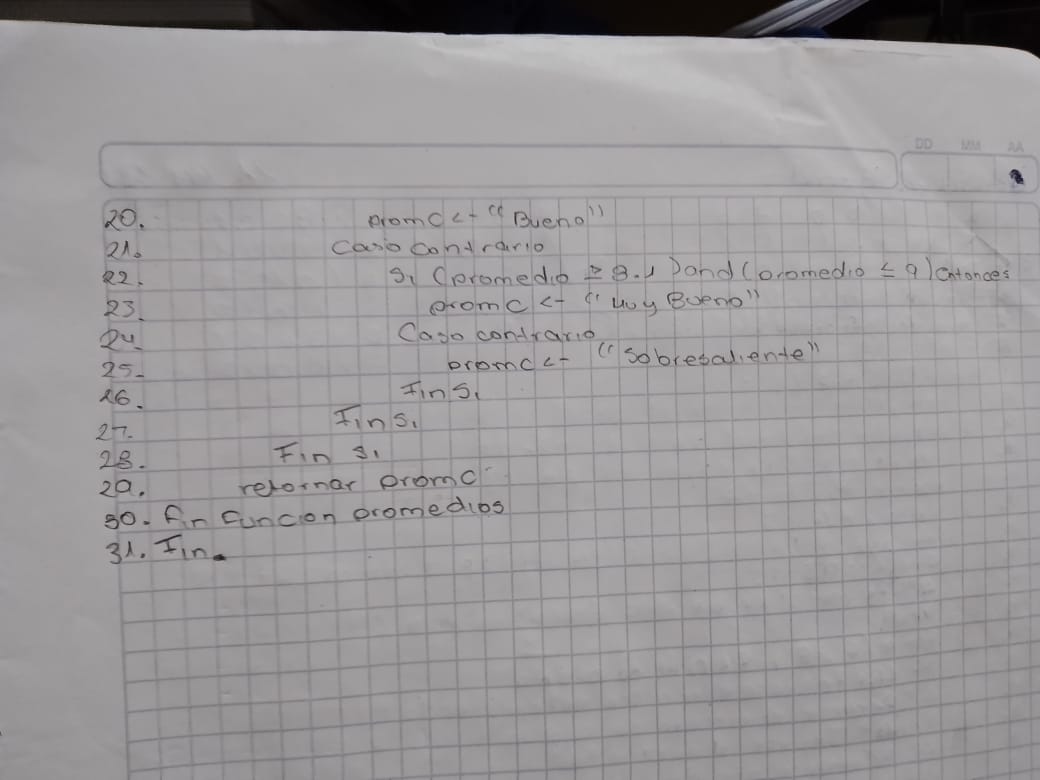 DD MM AA
20. promC <- "Bueno"
21. Caso Contrario
22. Si (promedio ≥ 8.1) and (promedio ≤ 9) Entonces
23. promC <- "Muy Bueno"
24. Caso contrario
25. promc <- "Sobresaliente"
26. Fin Si
27. Fin Si
28. Fin Si
29. retornar promC
30. fin Funcion promedios
31. Fin.